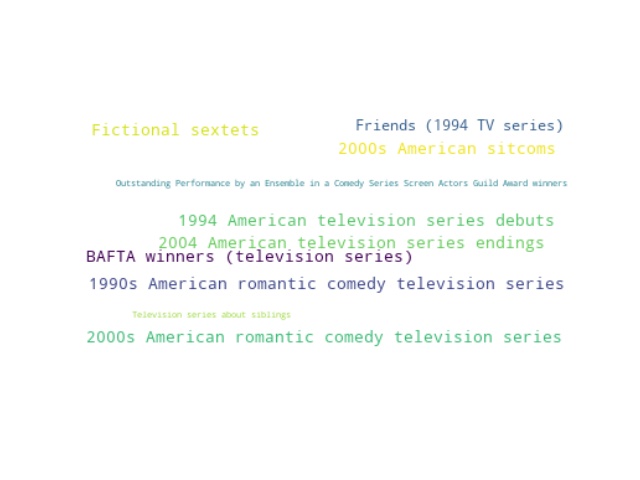 Fictional sextets
Friends (1994 TV series)
2000s American sitcoms
Outstanding Performance by an Ensemble in a Comedy Series Screen Actors Guild Award winners
1994 American television series debuts
2004 American television series endings
BAFTA winners (television series)
1990s American romantic comedy television series
Television series about siblings
2000s American romantic comedy television series